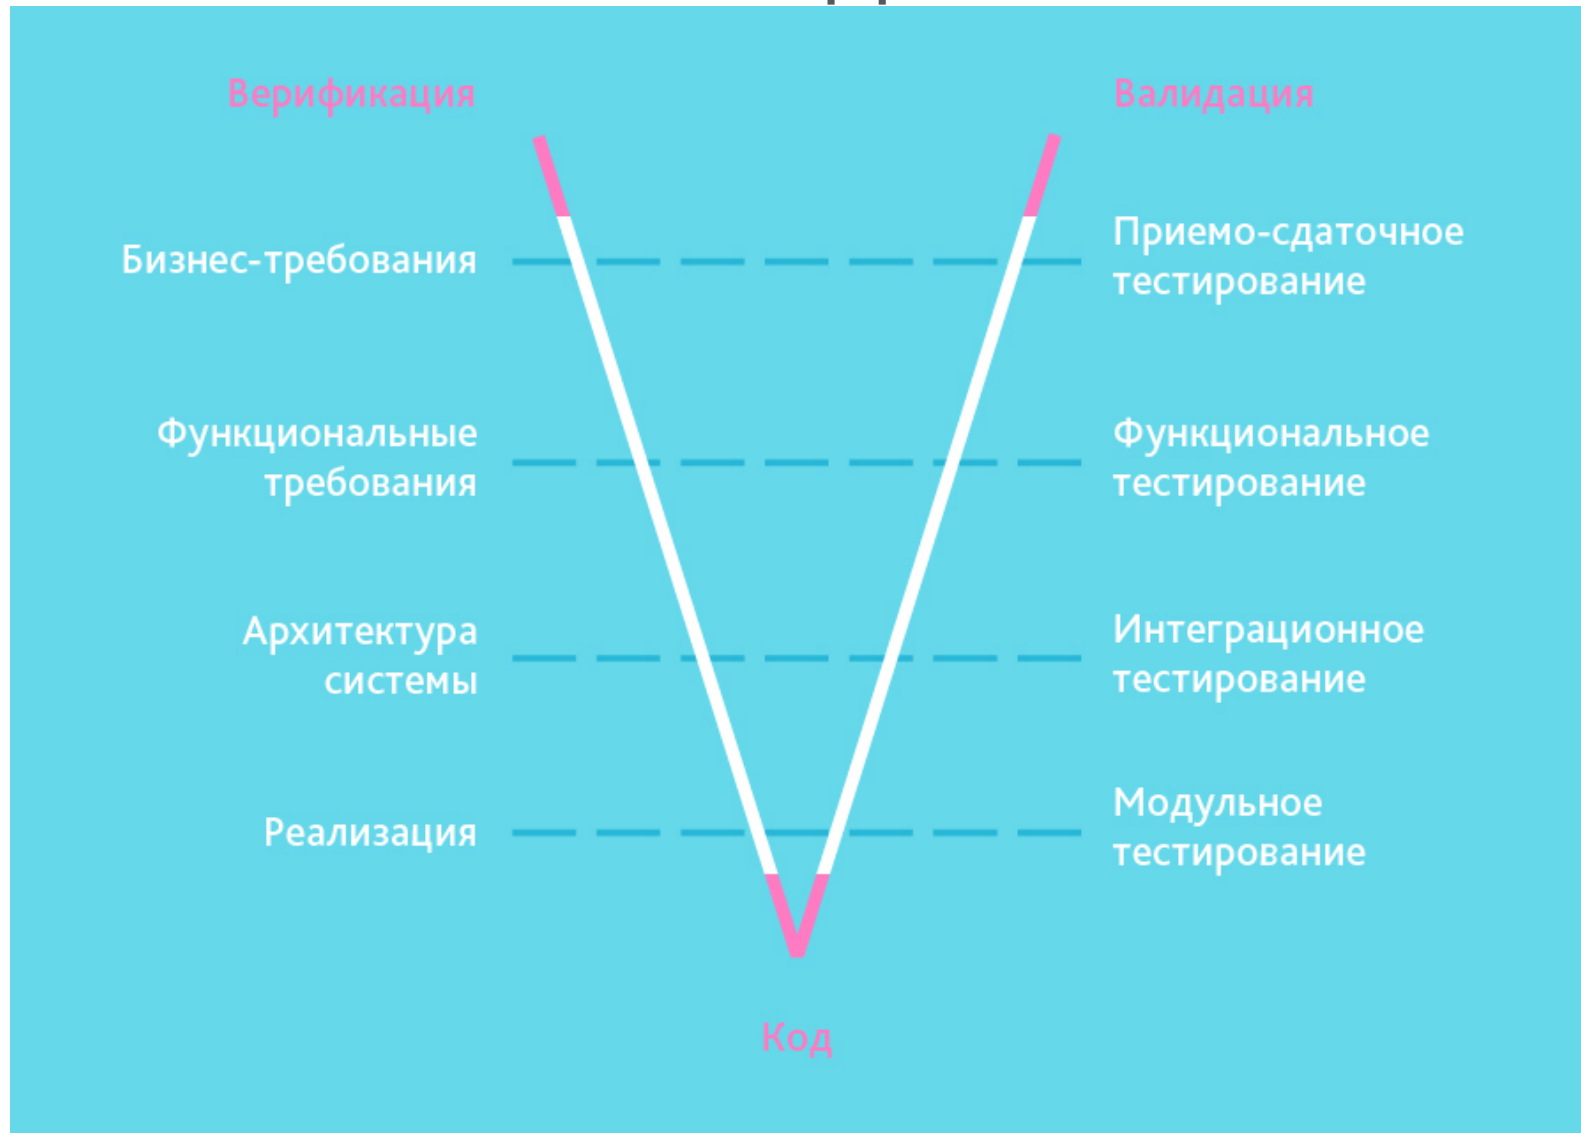 Верификация
Валидация
Бизнес-требования
Приемо-сдаточное
тестирование
Функциональные
требования
Функциональное
тестирование
Архитектура
системы
Интеграционное
тестирование
Реализация
Модульное
тестирование
Код